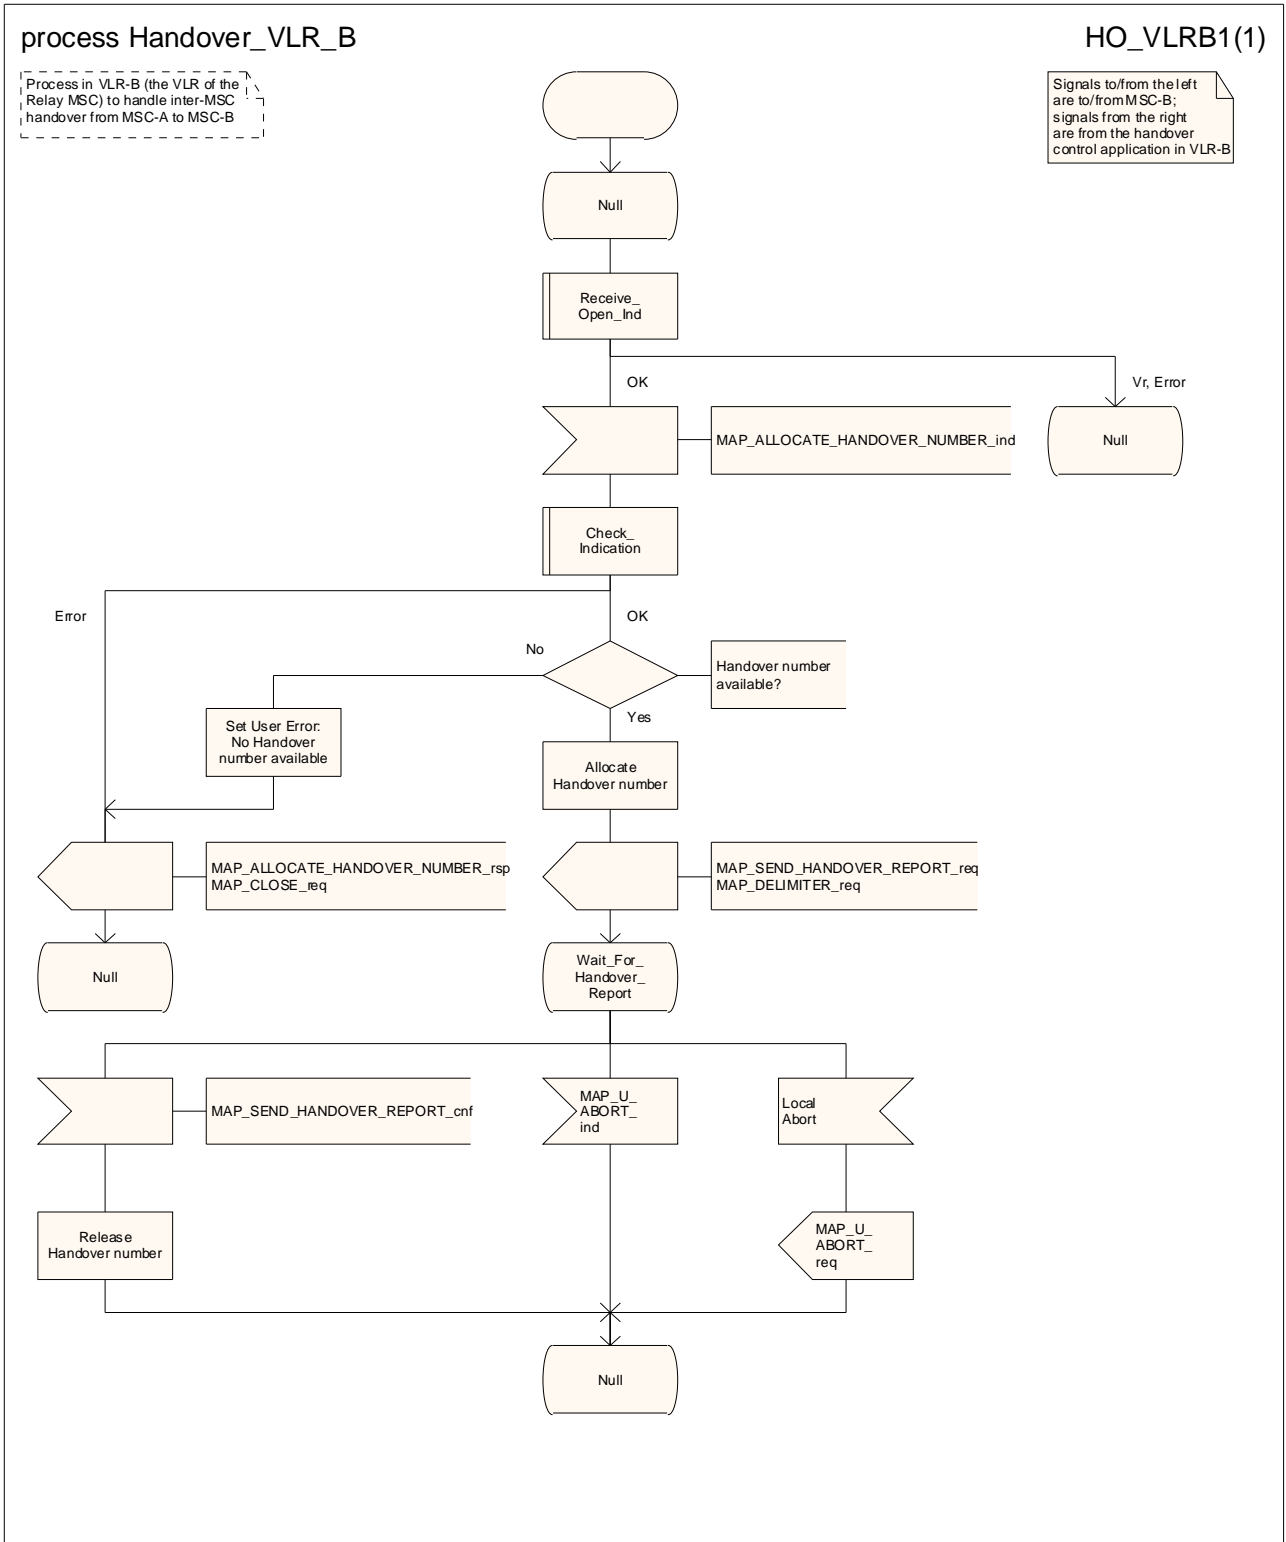 process Handover_VLR_B
HO_VLRB1(1)
Process in VLR-B (the VLR of the
Relay MSC) to handle inter-MSC
handover from MSC-A to MSC-B
Signals to/from the left
are to/from MSC-B;
signals from the right
are from the handover
control application in VLR-B
Null
Receive_
Open_Ind
OK
Vr, Error
MAP_ALLOCATE_HANDOVER_NUMBER_ind
Null
Check_
Indication
Error
OK
No
Handover number
available?
Yes
Set User Error:
No Handover
number available
Allocate
Handover number
MAP_ALLOCATE_HANDOVER_NUMBER_rsp
MAP_CLOSE_req
MAP_SEND_HANDOVER_REPORT_req
MAP_DELIMITER_req
Null
Wait_For_
Handover_
Report
MAP_SEND_HANDOVER_REPORT_cnf
MAP_U_
ABORT_
ind
Local
Abort
Release
Handover number
MAP_U_
ABORT_
req
Null